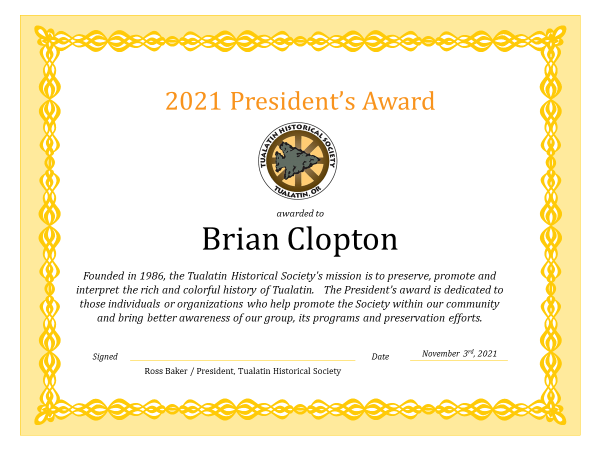 2021 President's Award
TUALATIN HISTORICAL SOCIETY
TUALATIN, OR
awarded to
Brian Clopton
Founded in 1986, the Tualatin Historical Society's mission is to preserve, promote and
interpret the rich and colorful history of Tualatin. The President's award is dedicated to
those individuals or organizations who help promote the Society within our community
and bring better awareness of our group, its programs and preservation efforts.
Signed Date November 3rd, 2021
Ross Baker / President, Tualatin Historical Society